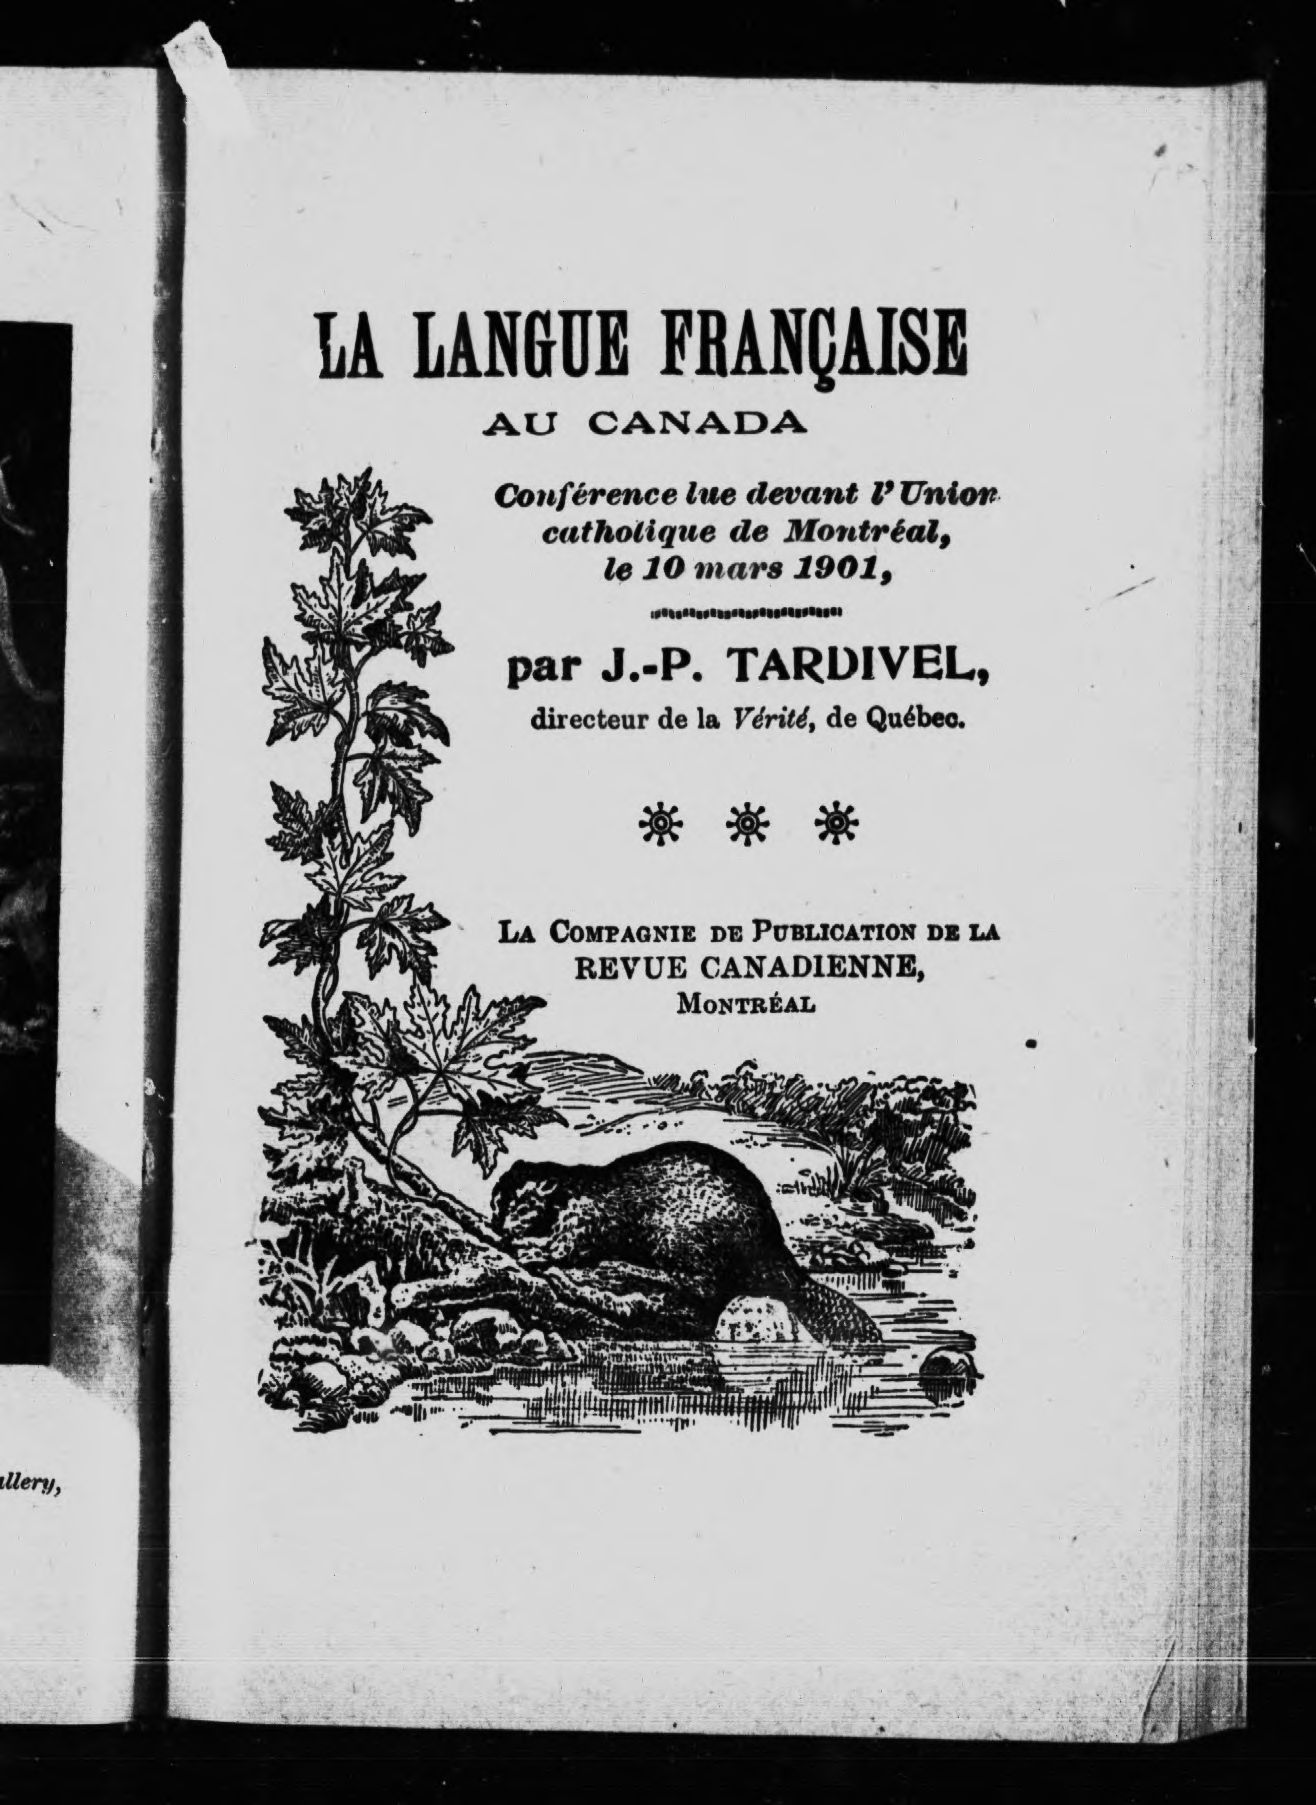 LA LANGUE FRANÇAISE
AU CANADA
Conférence lue devant l'Union
catholique de Montréal,
le 10 mars 1901,
par J.-P. TARDIVEL,
directeur de la Vérité, de Québec.
LA COMPAGNIE DE PUBLICATION DE LA
REVUE CANADIENNE,
MONTRÉAL